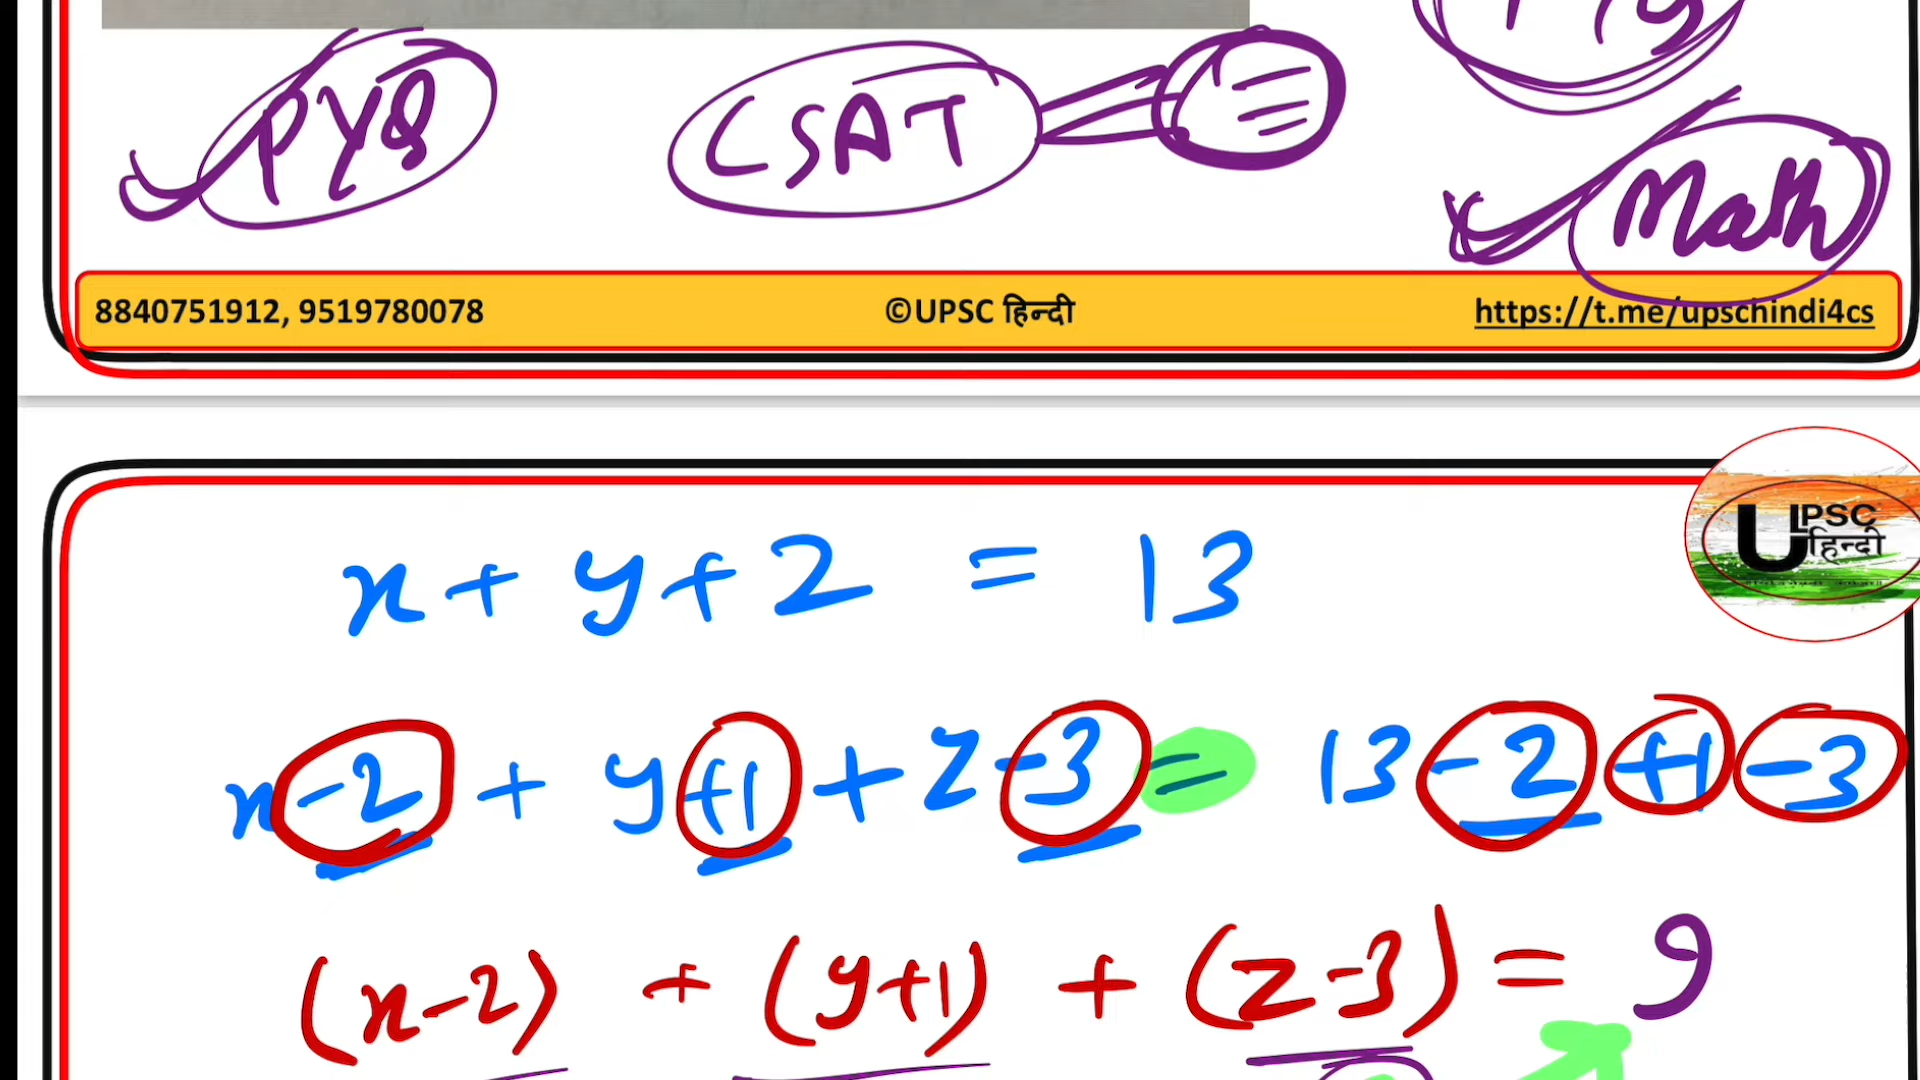 PYQ CSAT
Math
8840751912, 9519780078 ©UPSC हिन्दी https://t.me/upschindi4cs
UPSC
हिन्दी
x + y + z = 13
x -2 + y +1 + z -3 = 13 -2 +1 -3
(x-2) + (y+1) + (z-3) = 9